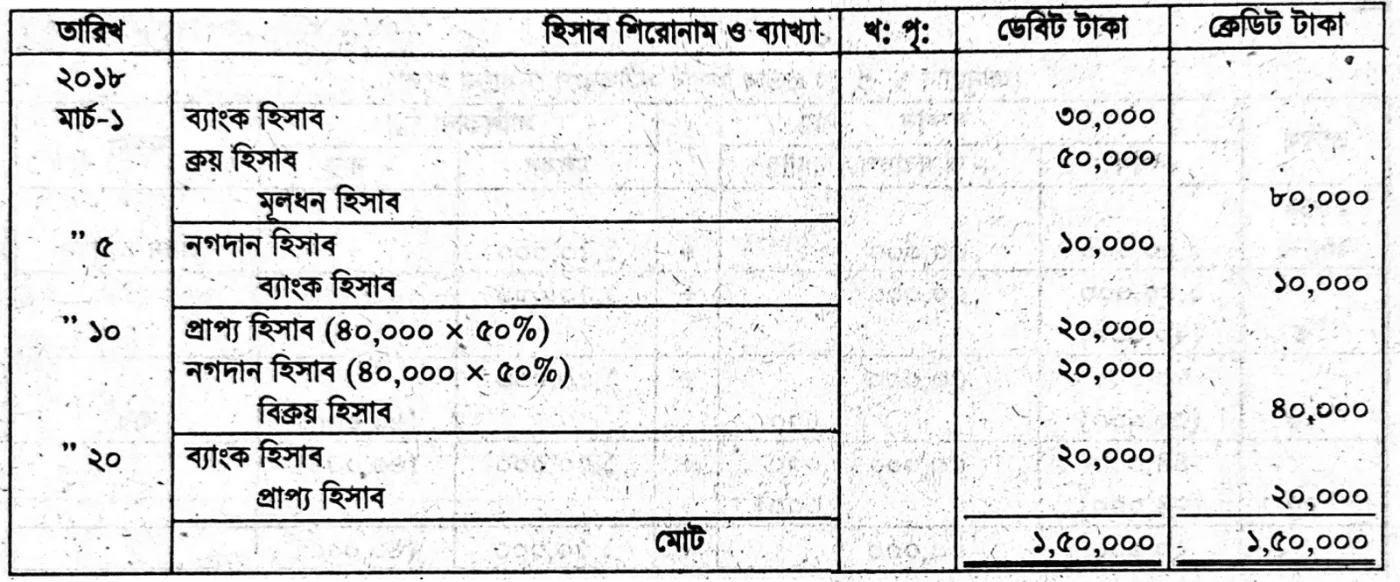 তারিখ হিসাব শিরোনাম ও ব্যাখ্যা খ: পৃ: ডেবিট টাকা ক্রেডিট টাকা
২০১৮
মার্চ-১ ব্যাংক হিসাব ৩০,০০০
ক্রয় হিসাব ৫০,০০০
মূলধন হিসাব ৮০,০০০
" ৫ নগদান হিসাব ১০,০০০
ব্যাংক হিসাব ১০,০০০
" ১০ প্রাপ্য হিসাব (৪০,০০০ × ৫০%) ২০,০০০
নগদান হিসাব (৪০,০০০ × ৫০%) ২০,০০০
বিক্রয় হিসাব ৪০,০০০
" ২০ ব্যাংক হিসাব ২০,০০০
প্রাপ্য হিসাব ২০,০০০
মোট ১,৫০,০০০ ১,৫০,০০০